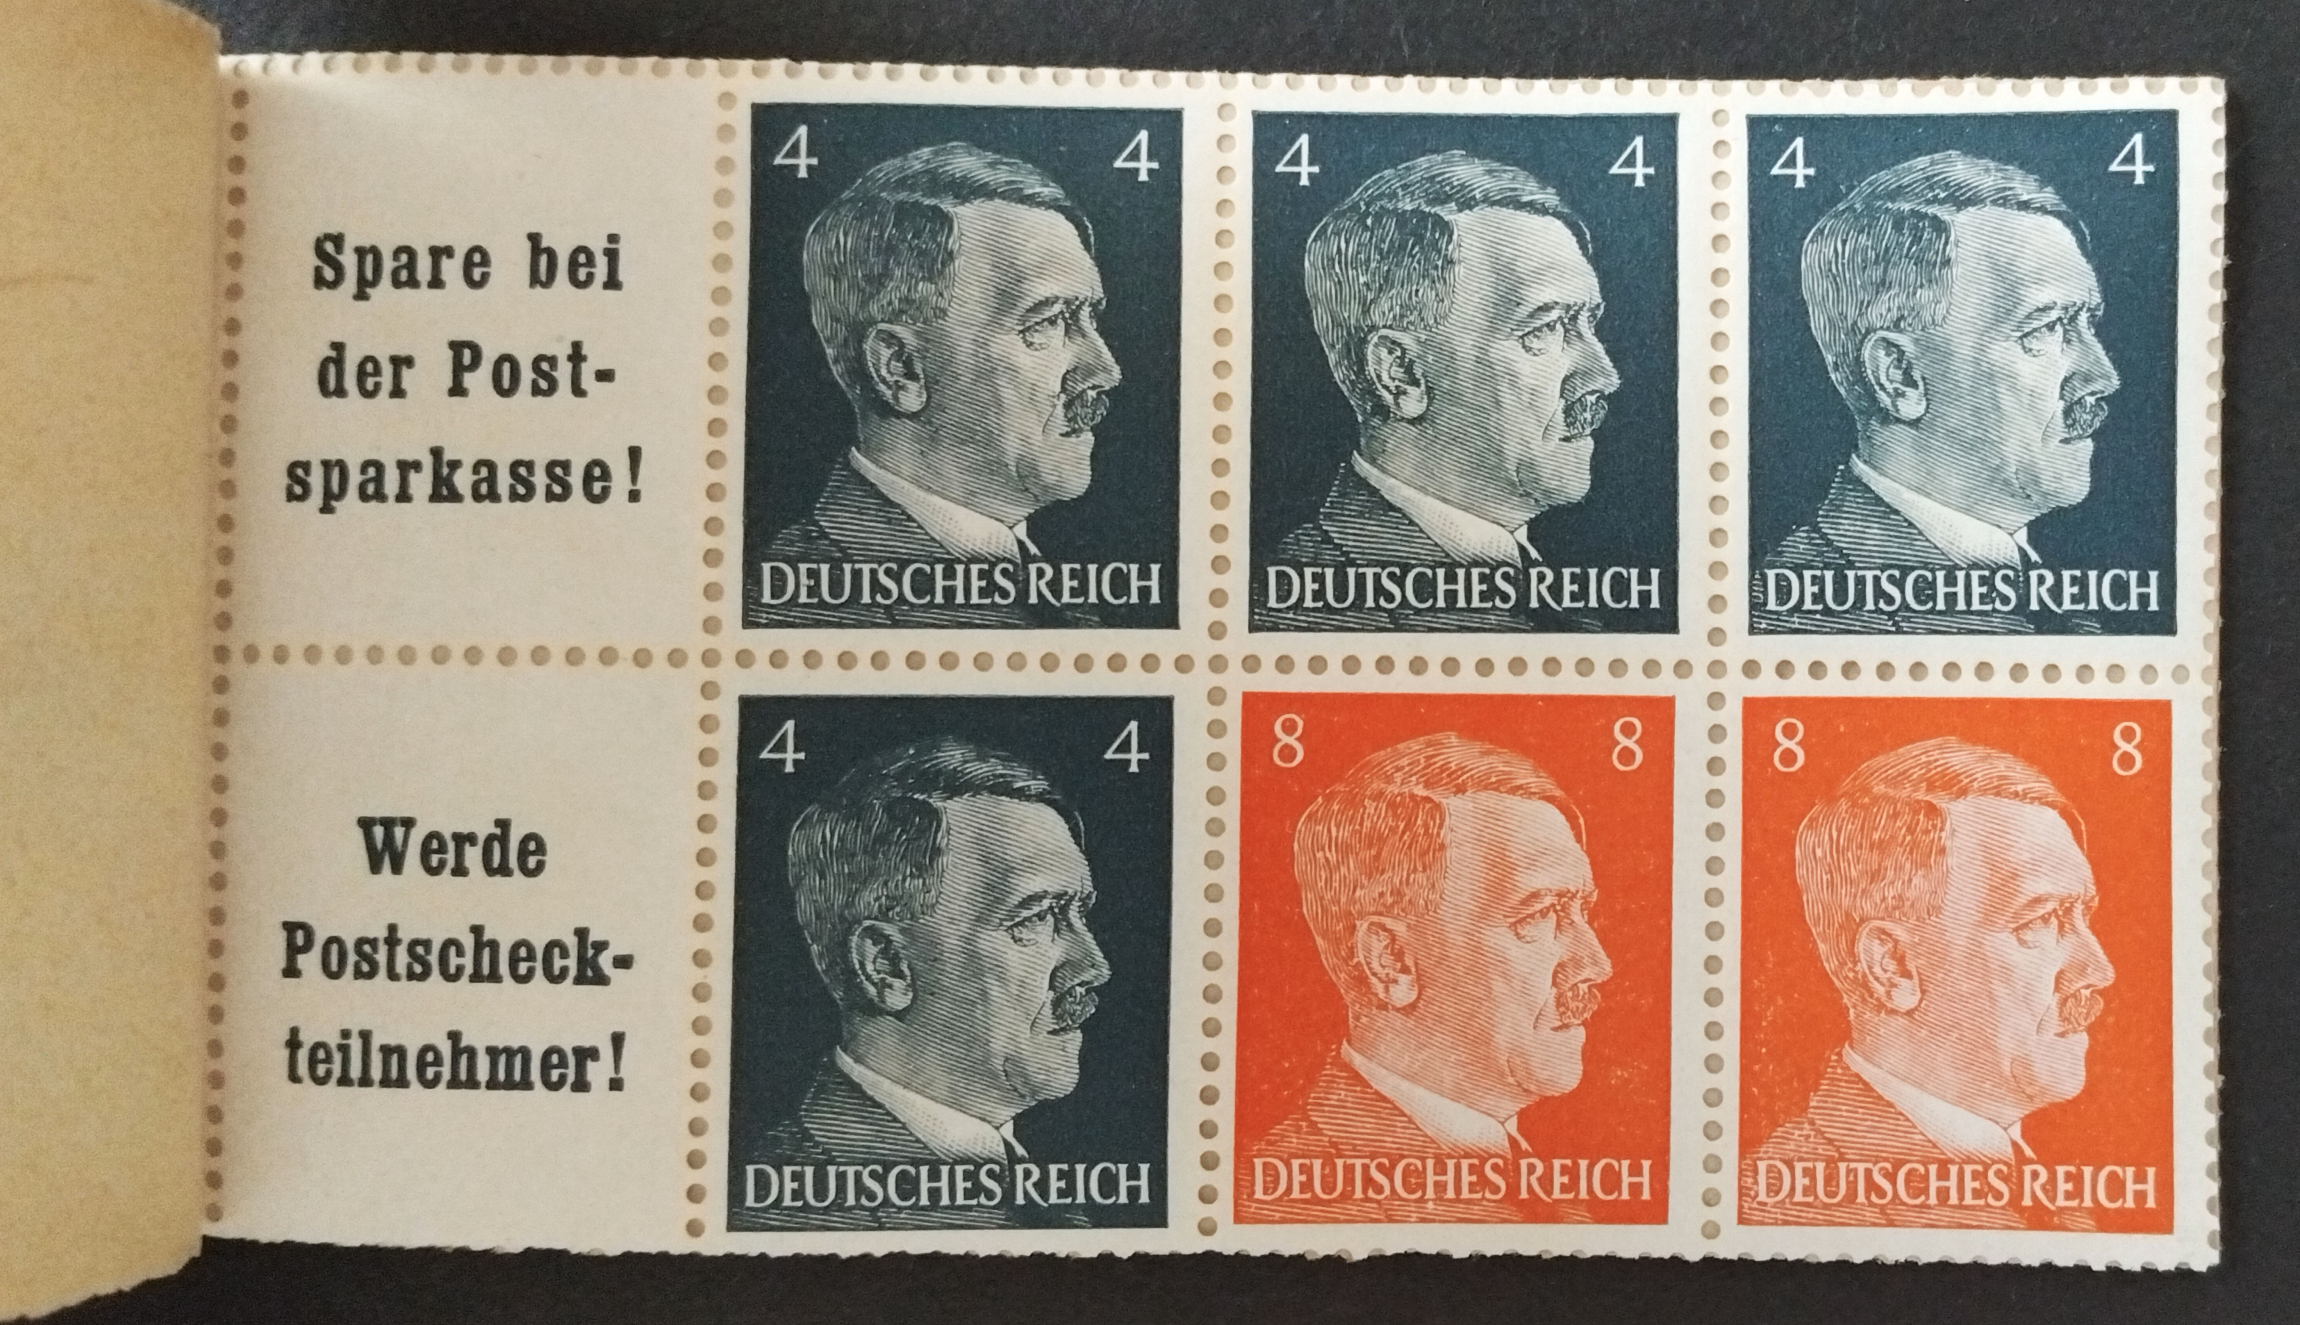 Spare bei
der Post-
sparkasse!
4 4
DEUTSCHES REICH
4 4
DEUTSCHES REICH
4 4
DEUTSCHES REICH
Werde
Postscheck-
teilnehmer!
4 4
DEUTSCHES REICH
8 8
DEUTSCHES REICH
8 8
DEUTSCHES REICH